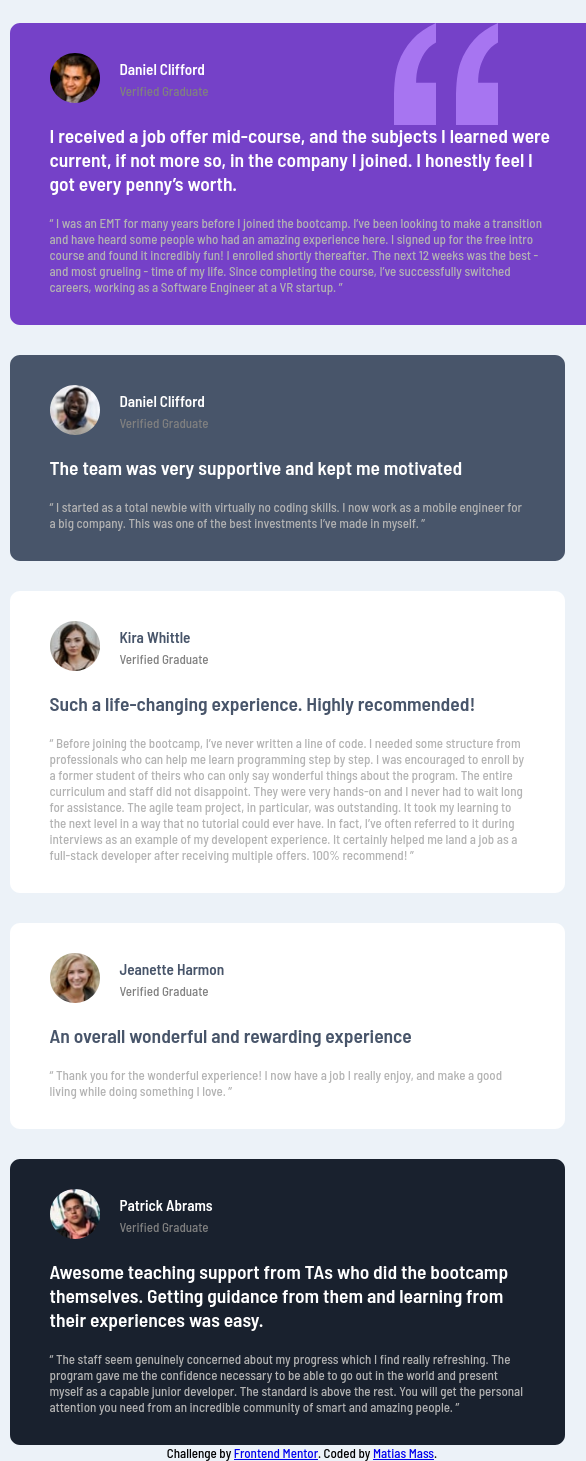 Daniel Clifford
Verified Graduate
I received a job offer mid-course, and the subjects I learned were
current, if not more so, in the company I joined. I honestly feel I
got every penny’s worth.
“ I was an EMT for many years before I joined the bootcamp. I’ve been looking to make a transition
and have heard some people who had an amazing experience here. I signed up for the free intro
course and found it incredibly fun! I enrolled shortly thereafter. The next 12 weeks was the best -
and most grueling - time of my life. Since completing the course, I’ve successfully switched
careers, working as a Software Engineer at a VR startup. ”
Daniel Clifford
Verified Graduate
The team was very supportive and kept me motivated
“ I started as a total newbie with virtually no coding skills. I now work as a mobile engineer for
a big company. This was one of the best investments I’ve made in myself. ”
Kira Whittle
Verified Graduate
Such a life-changing experience. Highly recommended!
“ Before joining the bootcamp, I’ve never written a line of code. I needed some structure from
professionals who can help me learn programming step by step. I was encouraged to enroll by
a former student of theirs who can only say wonderful things about the program. The entire
curriculum and staff did not disappoint. They were very hands-on and I never had to wait long
for assistance. The agile team project, in particular, was outstanding. It took my learning to
the next level in a way that no tutorial could ever have. In fact, I’ve often referred to it during
interviews as an example of my developent experience. It certainly helped me land a job as a
full-stack developer after receiving multiple offers. 100% recommend! ”
Jeanette Harmon
Verified Graduate
An overall wonderful and rewarding experience
“ Thank you for the wonderful experience! I now have a job I really enjoy, and make a good
living while doing something I love. ”
Patrick Abrams
Verified Graduate
Awesome teaching support from TAs who did the bootcamp
themselves. Getting guidance from them and learning from
their experiences was easy.
“ The staff seem genuinely concerned about my progress which I find really refreshing. The
program gave me the confidence necessary to be able to go out in the world and present
myself as a capable junior developer. The standard is above the rest. You will get the personal
attention you need from an incredible community of smart and amazing people. ”
Challenge by Frontend Mentor. Coded by Matias Mass.